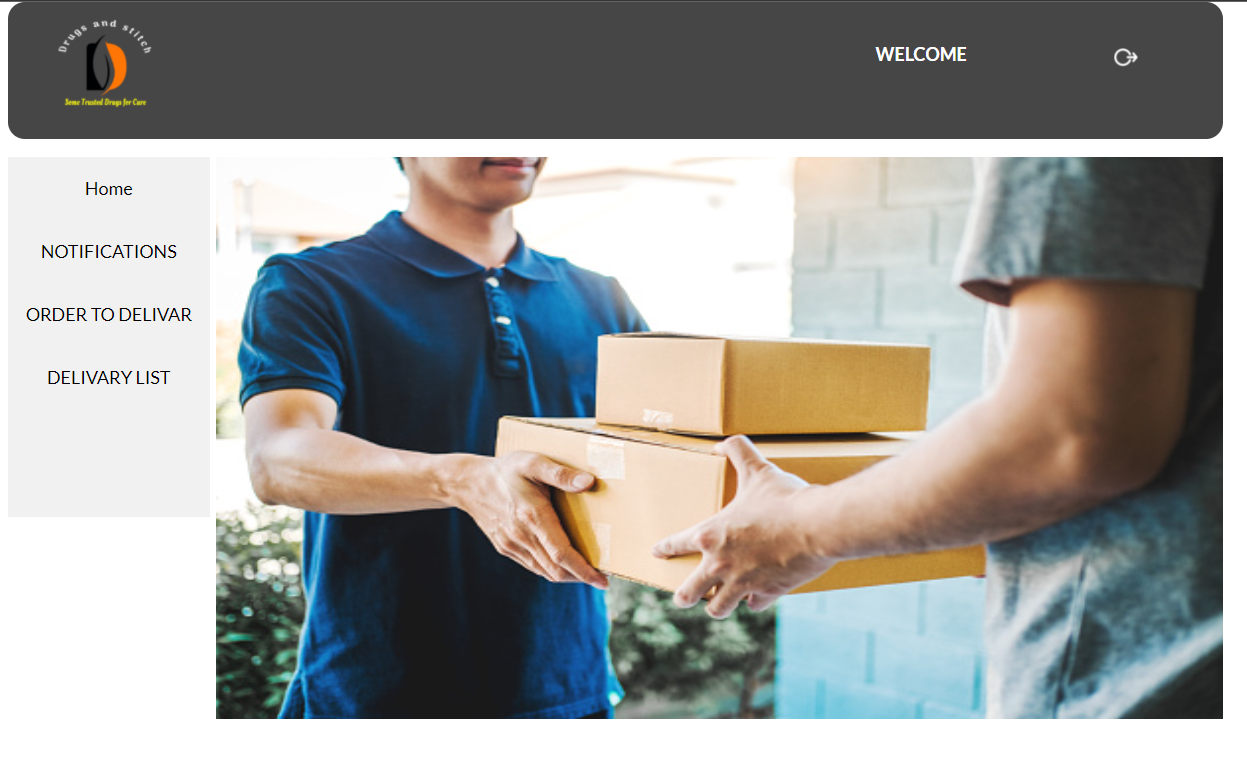 Drugs and stitch
Some Trusted Drugs for Cure
WELCOME
Home
NOTIFICATIONS
ORDER TO DELIVAR
DELIVARY LIST